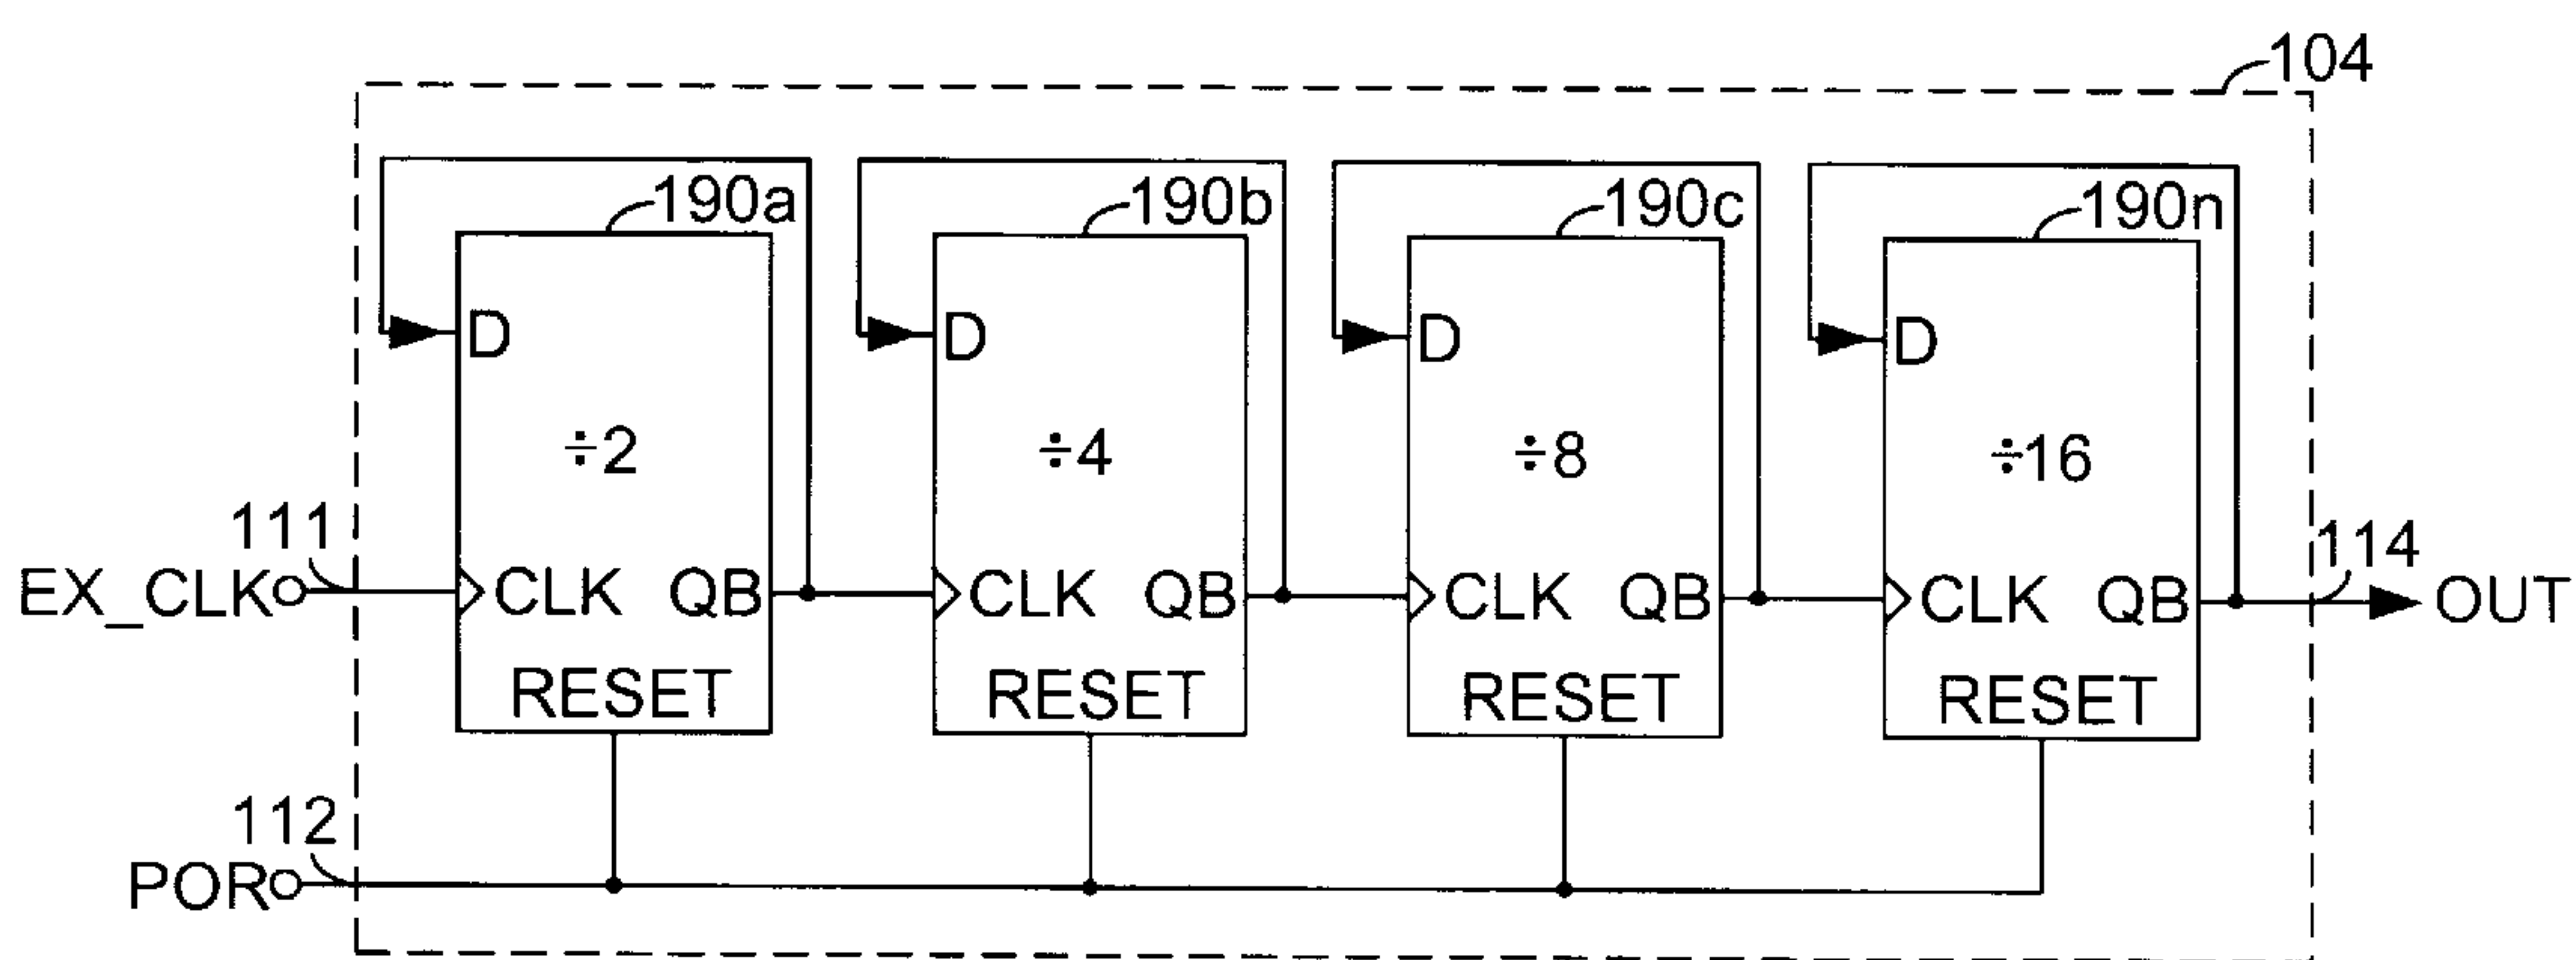 104
190a
190b
190c
190n
D
D
D
D
÷2
÷4
÷8
÷16
111
114
EX_CLK
CLK
QB
CLK
QB
CLK
QB
CLK
QB
OUT
RESET
RESET
RESET
RESET
112
POR